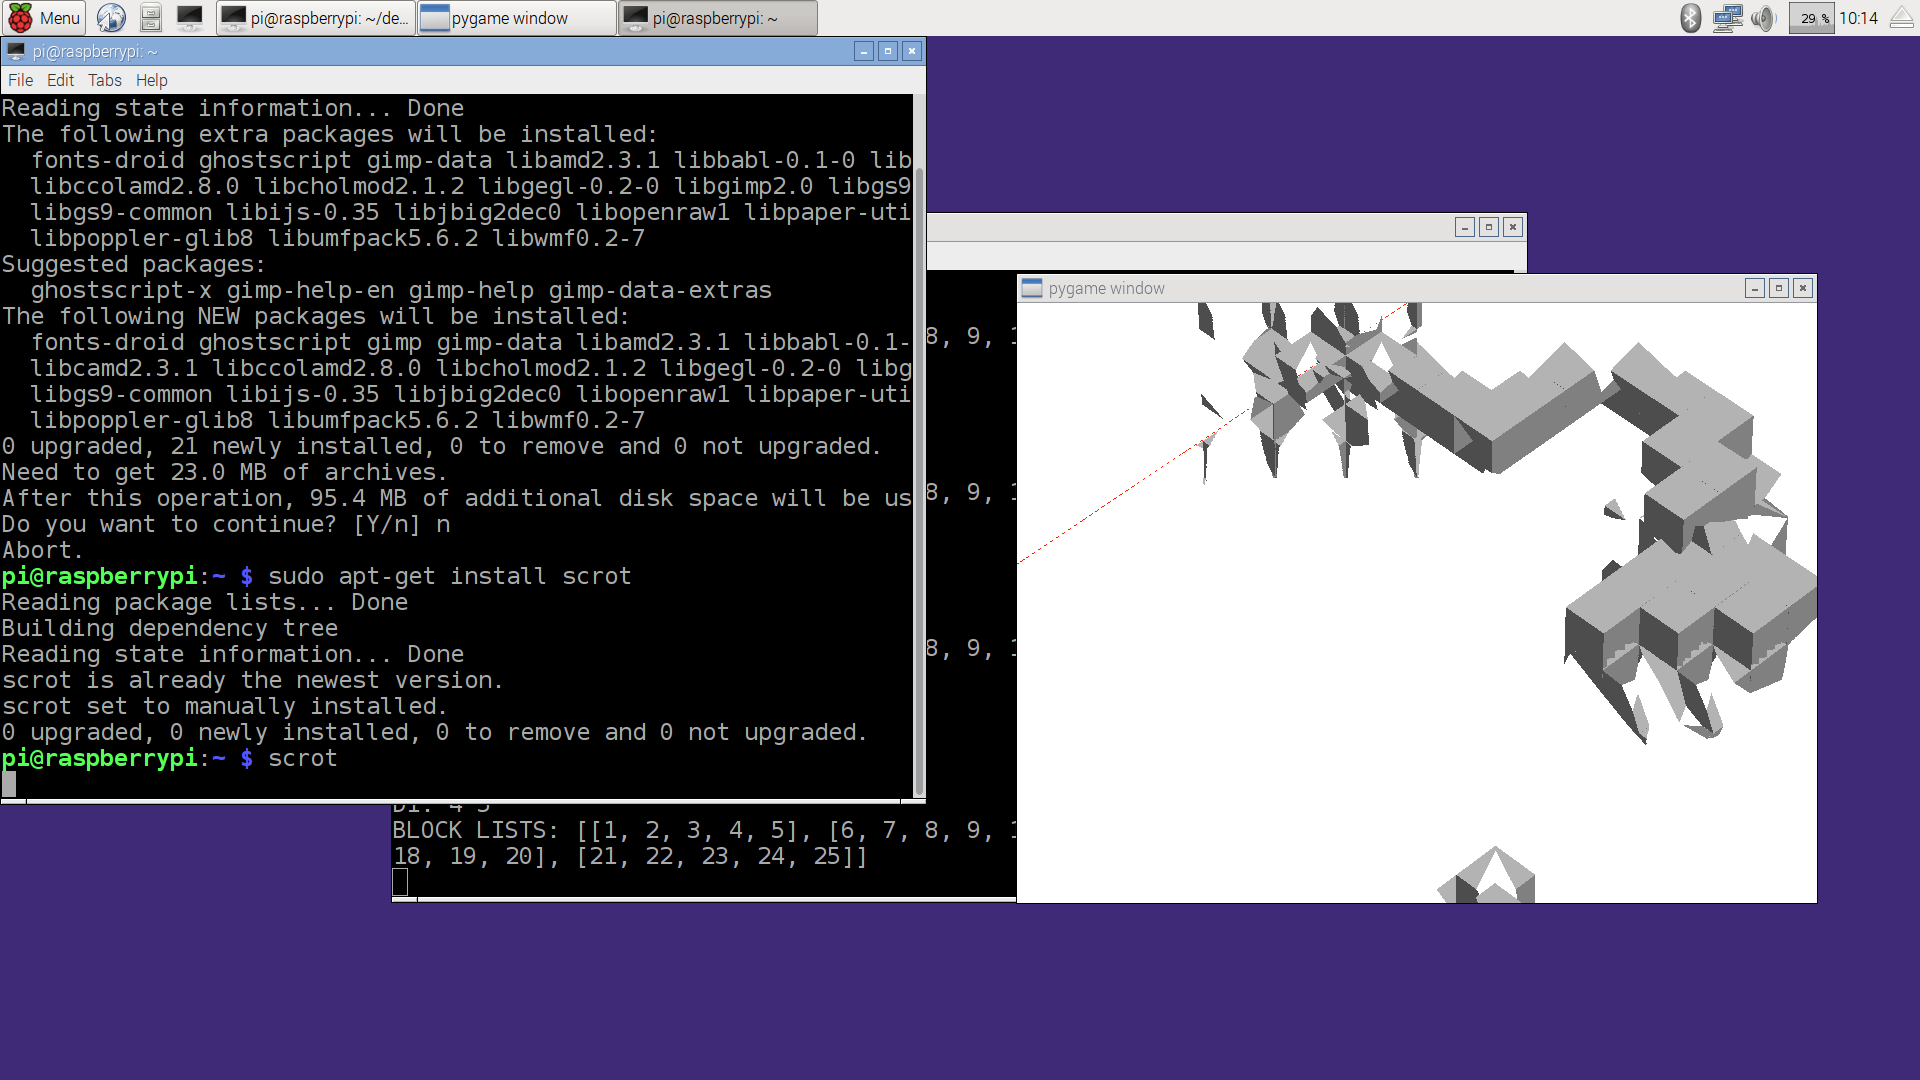 Menu
pi@raspberrypi: ~/de...
pygame window
pi@raspberrypi: ~
29 %
10:14
pi@raspberrypi: ~
File Edit Tabs Help
Reading state information... Done
The following extra packages will be installed:
fonts-droid ghostscript gimp-data libamd2.3.1 libbabl-0.1-0 lib
libccolamd2.8.0 libcholmod2.1.2 libgegl-0.2-0 libgimp2.0 libgs9
libgs9-common libijs-0.35 libjbig2dec0 libopenraw1 libpaper-uti
libpoppler-glib8 libumfpack5.6.2 libwmf0.2-7
Suggested packages:
ghostscript-x gimp-help-en gimp-help gimp-data-extras
The following NEW packages will be installed:
fonts-droid ghostscript gimp gimp-data libamd2.3.1 libbabl-0.1-
libcamd2.3.1 libccolamd2.8.0 libcholmod2.1.2 libgegl-0.2-0 libg
libgs9-common libijs-0.35 libjbig2dec0 libopenraw1 libpaper-uti
libpoppler-glib8 libumfpack5.6.2 libwmf0.2-7
0 upgraded, 21 newly installed, 0 to remove and 0 not upgraded.
Need to get 23.0 MB of archives.
After this operation, 95.4 MB of additional disk space will be us
Do you want to continue? [Y/n] n
Abort.
pi@raspberrypi:~ $ sudo apt-get install scrot
Reading package lists... Done
Building dependency tree
Reading state information... Done
scrot is already the newest version.
scrot set to manually installed.
0 upgraded, 0 newly installed, 0 to remove and 0 not upgraded.
pi@raspberrypi:~ $ scrot
8, 9,
8, 9,
8, 9,
BLOCK LISTS: [[1, 2, 3, 4, 5], [6, 7, 8, 9,
18, 19, 20], [21, 22, 23, 24, 25]]
pygame window